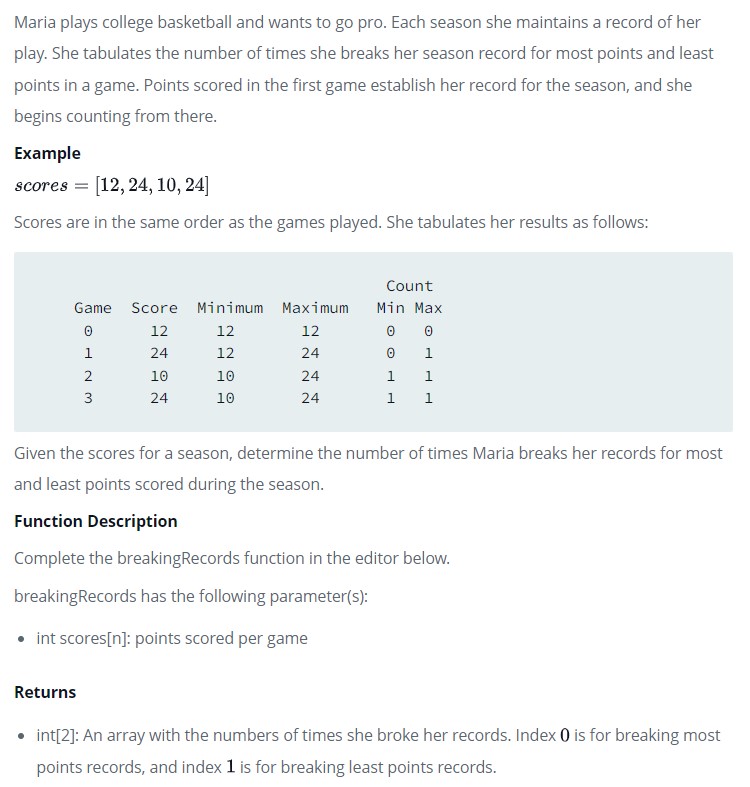 Maria plays college basketball and wants to go pro. Each season she maintains a record of her
play. She tabulates the number of times she breaks her season record for most points and least
points in a game. Points scored in the first game establish her record for the season, and she
begins counting from there.
Example
scores = [12, 24, 10, 24]
Scores are in the same order as the games played. She tabulates her results as follows:
Count
Game Score Minimum Maximum Min Max
0 12 12 12 0 0
1 24 12 24 0 1
2 10 10 24 1 1
3 24 10 24 1 1
Given the scores for a season, determine the number of times Maria breaks her records for most
and least points scored during the season.
Function Description
Complete the breakingRecords function in the editor below.
breakingRecords has the following parameter(s):
• int scores[n]: points scored per game
Returns
• int[2]: An array with the numbers of times she broke her records. Index 0 is for breaking most
points records, and index 1 is for breaking least points records.